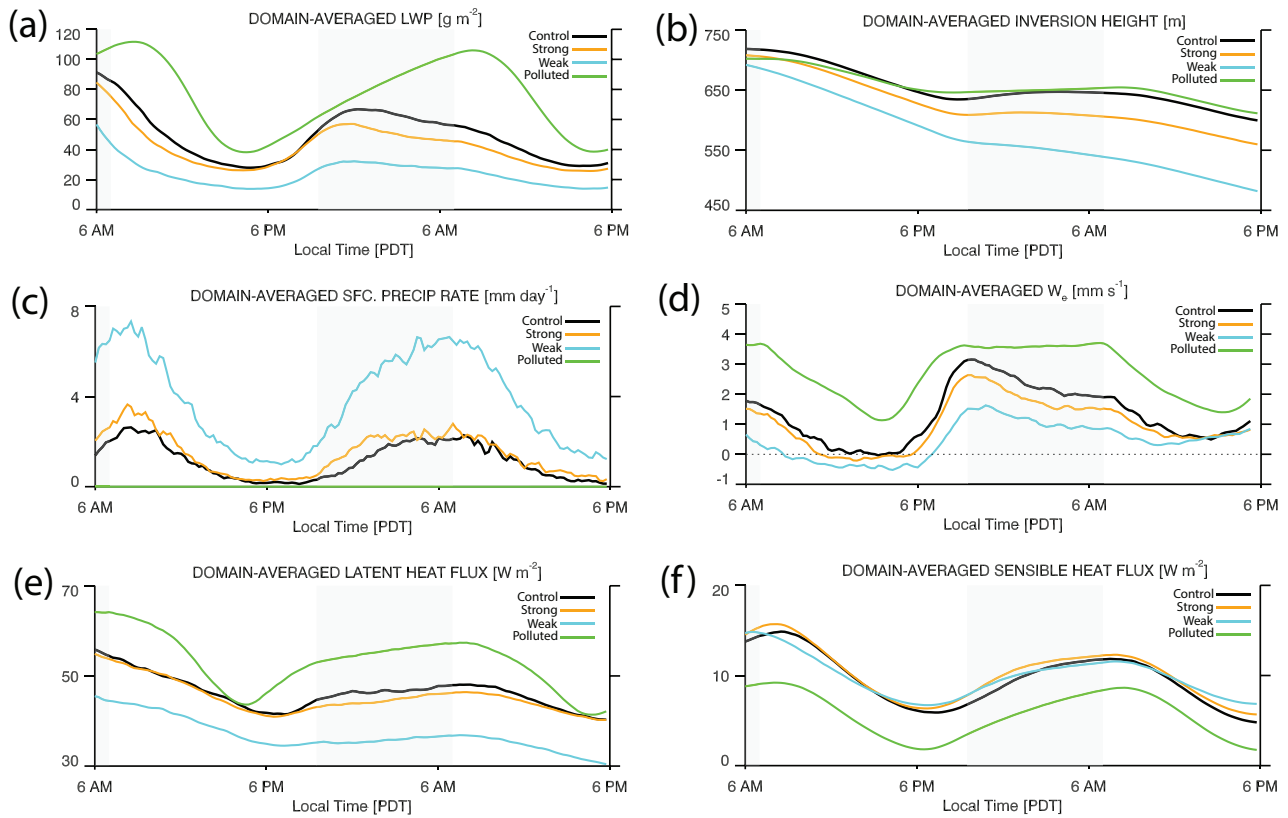 (a)
DOMAIN-AVERAGED LWP [g m⁻²]
120
100
80
60
40
20
0
Control
Strong
Weak
Polluted
6 AM
6 PM
6 AM
6 PM
Local Time [PDT]
(b)
DOMAIN-AVERAGED INVERSION HEIGHT [m]
750
650
550
450
Control
Strong
Weak
Polluted
6 AM
6 PM
6 AM
6 PM
Local Time [PDT]
(c)
DOMAIN-AVERAGED SFC. PRECIP RATE [mm day⁻¹]
8
4
0
Control
Strong
Weak
Polluted
6 AM
6 PM
6 AM
6 PM
Local Time [PDT]
(d)
DOMAIN-AVERAGED Wₑ [mm s⁻¹]
5
4
3
2
1
0
-1
Control
Strong
Weak
Polluted
6 AM
6 PM
6 AM
6 PM
Local Time [PDT]
(e)
DOMAIN-AVERAGED LATENT HEAT FLUX [W m⁻²]
70
50
30
Control
Strong
Weak
Polluted
6 AM
6 PM
6 AM
6 PM
Local Time [PDT]
(f)
DOMAIN-AVERAGED SENSIBLE HEAT FLUX [W m⁻²]
20
10
0
Control
Strong
Weak
Polluted
6 AM
6 PM
6 AM
6 PM
Local Time [PDT]